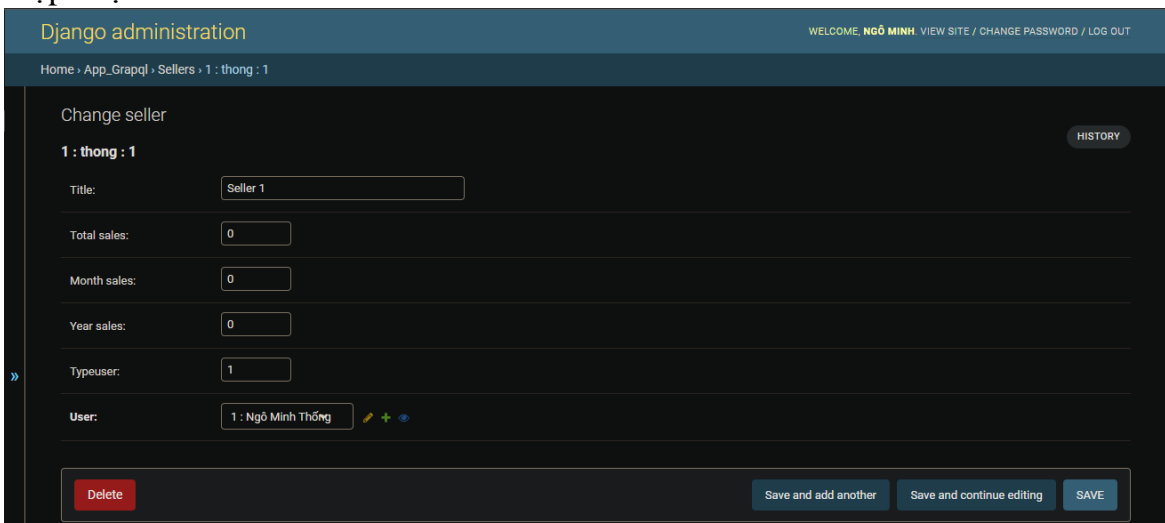 Django administration
WELCOME, NGÔ MINH. VIEW SITE / CHANGE PASSWORD / LOG OUT
Home › App_Grapql › Sellers › 1 : thong : 1
Change seller
HISTORY
1 : thong : 1
Title: Seller 1
Total sales: 0
Month sales: 0
Year sales: 0
Typeuser: 1
»
User: 1 : Ngô Minh Thống
Delete Save and add another Save and continue editing SAVE